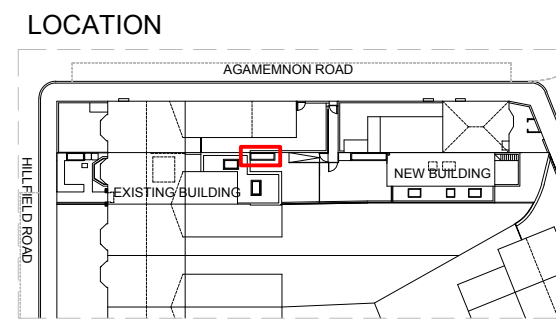 LOCATION
AGAMEMNON ROAD
HILLFIELD ROAD
EXISTING BUILDING
NEW BUILDING